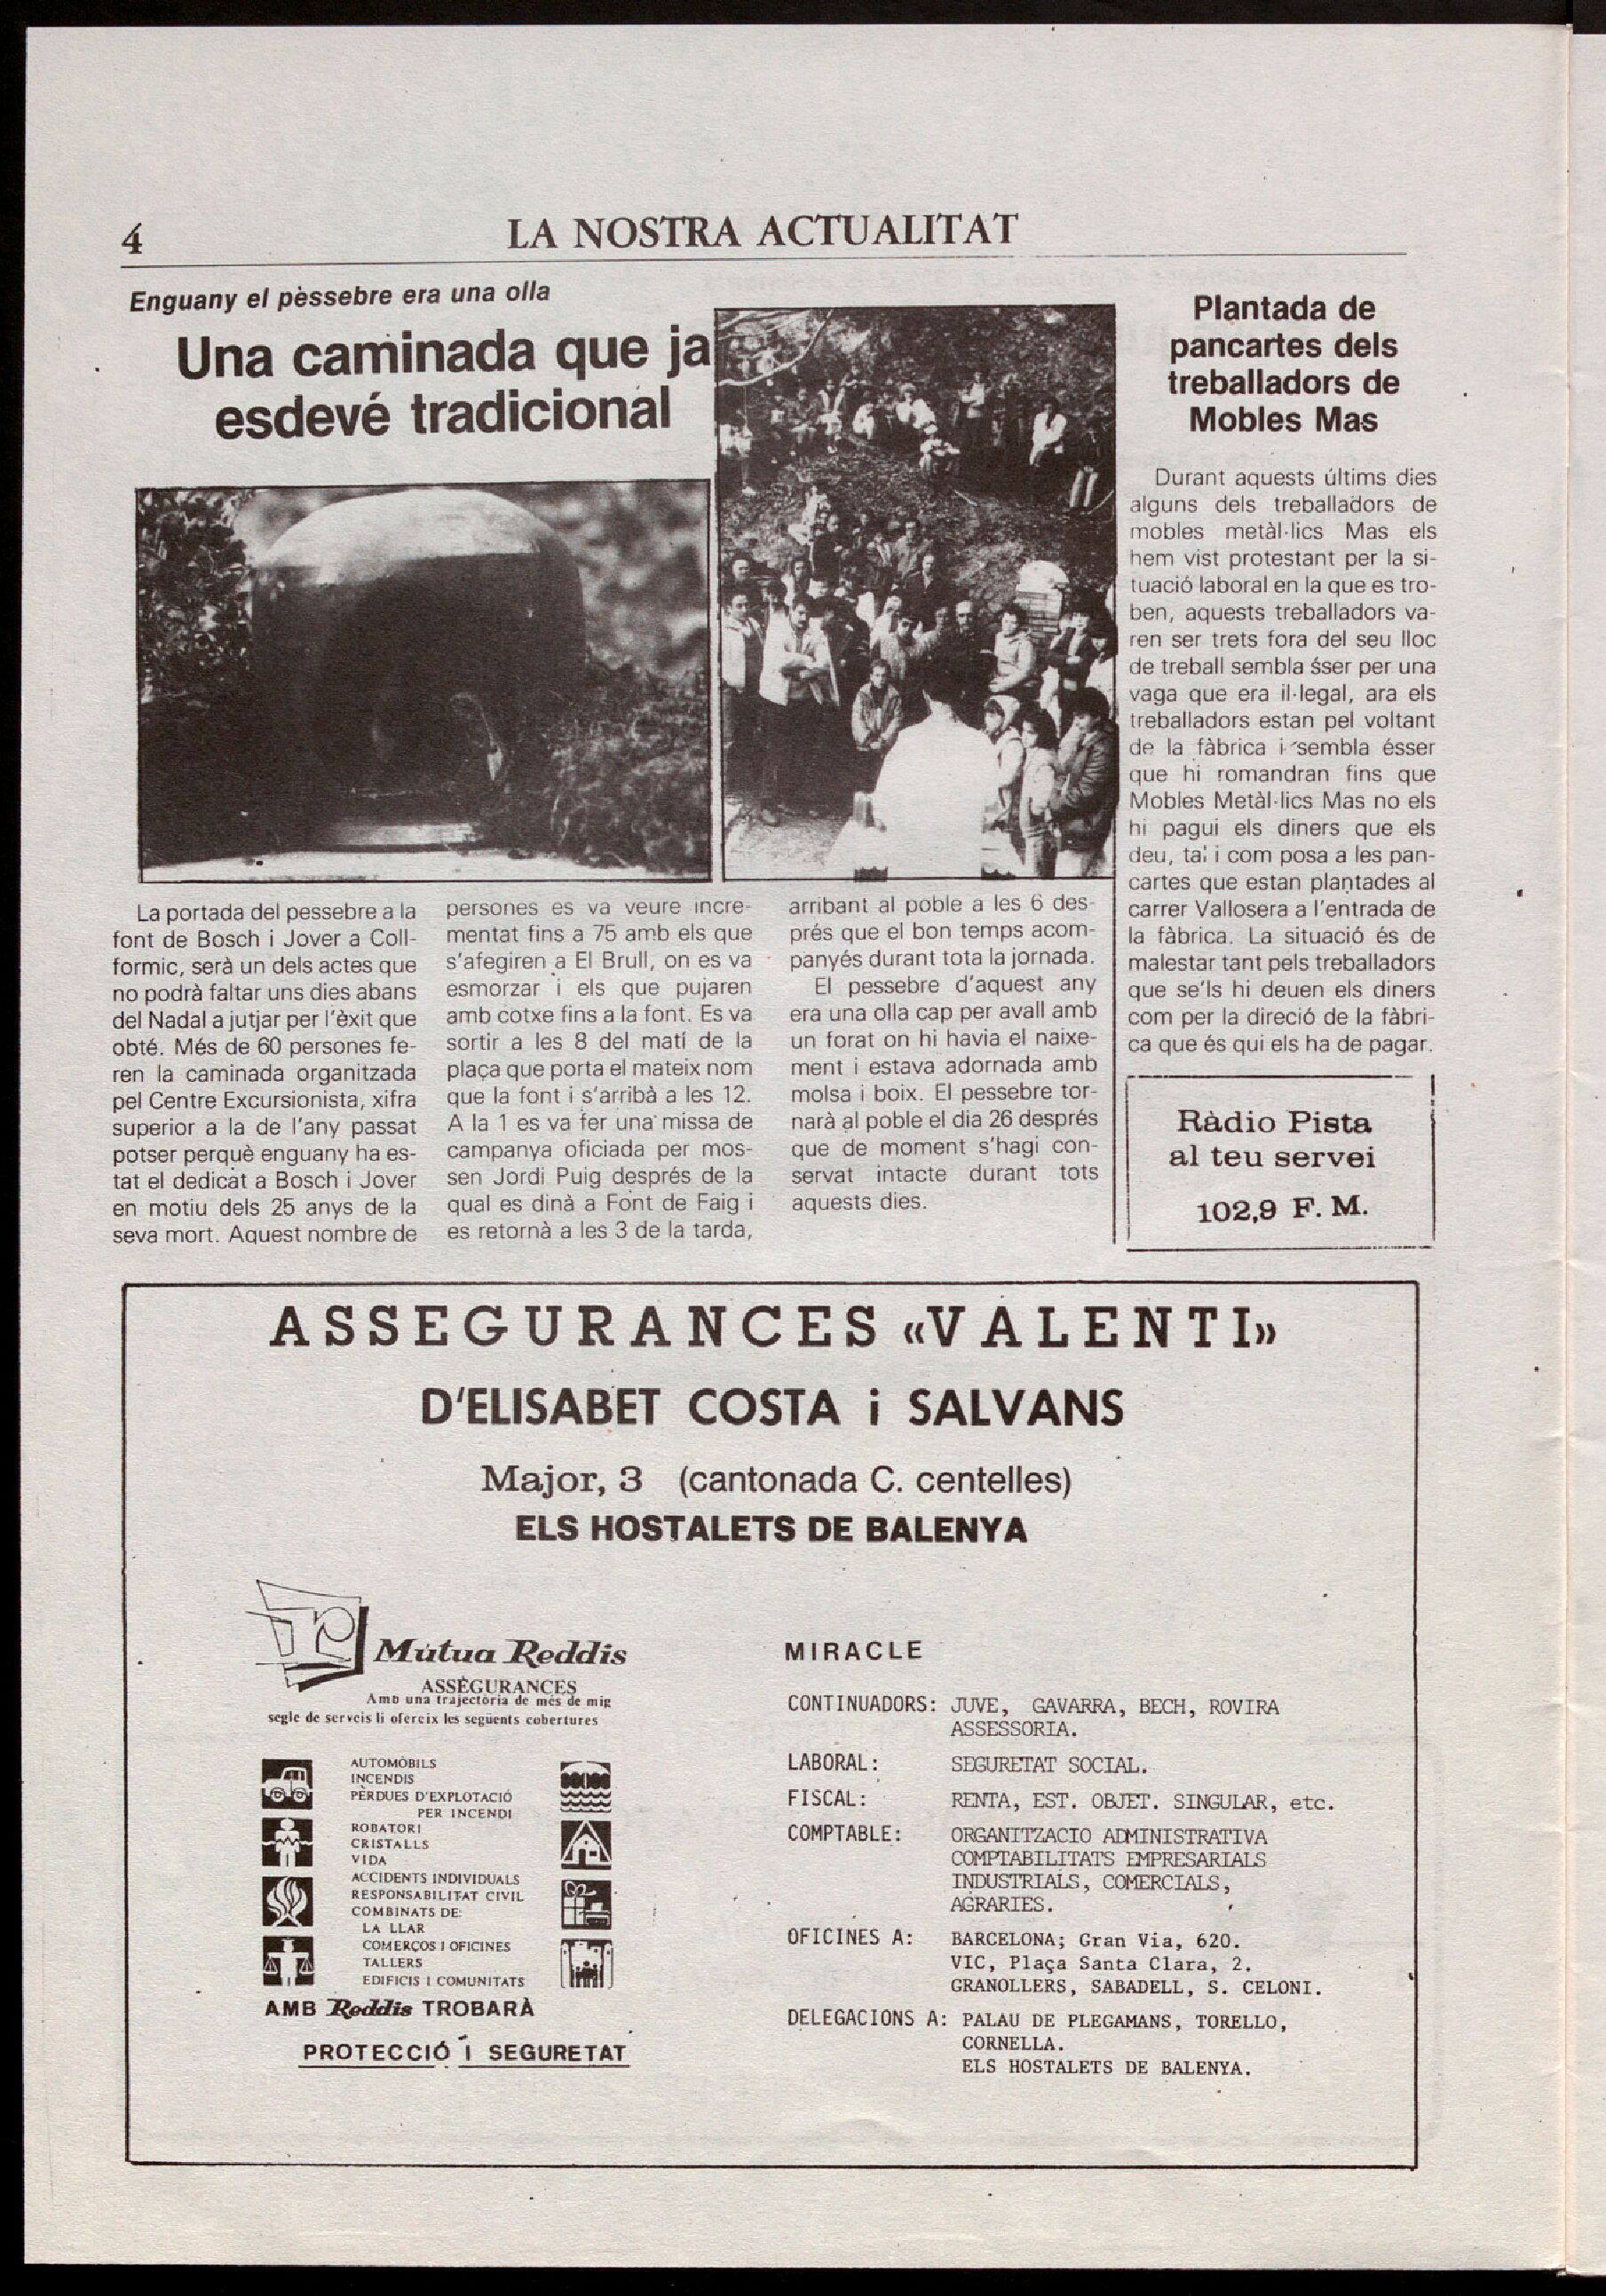 4
LA NOSTRA ACTUALITAT
Enguany el pèssebre era una olla
Una caminada que ja
esdevé tradicional
La portada del pessebre a la
font de Bosch i Jover a Coll-
formic, serà un dels actes que
no podrà faltar uns dies abans
del Nadal a jutjar per l'èxit que
obté. Més de 60 persones fe-
ren la caminada organitzada
pel Centre Excursionista, xifra
superior a la de l'any passat
potser perquè enguany ha es-
tat el dedicat a Bosch i Jover
en motiu dels 25 anys de la
seva mort. Aquest nombre de
persones es va veure incre-
mentat fins a 75 amb els que
s'afegiren a El Brull, on es va
esmorzar i els que pujaren
amb cotxe fins a la font. Es va
sortir a les 8 del matí de la
plaça que porta el mateix nom
que la font i s'arribà a les 12.
A la 1 es va fer una missa de
campanya oficiada per mos-
sen Jordi Puig després de la
qual es dinà a Font de Faig i
es retornà a les 3 de la tarda,
arribant al poble a les 6 des-
prés que el bon temps acom-
panyés durant tota la jornada.
El pessebre d'aquest any
era una olla cap per avall amb
un forat on hi havia el naixe-
ment i estava adornada amb
molsa i boix. El pessebre tor-
narà al poble el dia 26 després
que de moment s'hagi con-
servat intacte durant tots
aquests dies.
Plantada de
pancartes dels
treballadors de
Mobles Mas
Durant aquests últims dies
alguns dels treballadors de
mobles metàl·lics Mas els
hem vist protestant per la si-
tuació laboral en la que es tro-
ben, aquests treballadors va-
ren ser trets fora del seu lloc
de treball sembla śser per una
vaga que era il·legal, ara els
treballadors estan pel voltant
de la fàbrica i sembla ésser
que hi romandran fins que
Mobles Metàl·lics Mas no els
hi pagui els diners que els
deu, tal i com posa a les pan-
cartes que estan plantades al
carrer Vallosera a l'entrada de
la fàbrica. La situació és de
malestar tant pels treballadors
que se'ls hi deuen els diners
com per la direció de la fàbri-
ca que és qui els ha de pagar.
Ràdio Pista
al teu servei
102,9 F. M.
ASSEGURANCES «VALENTI»
D'ELISABET COSTA i SALVANS
Major, 3 (cantonada C. centelles)
ELS HOSTALETS DE BALENYA
Mútua Reddis
ASSEGURANCES
Amb una trajectòria de més de mig
segle de serveis li ofereix les següents cobertures
AUTOMÒBILS
INCENDIS
PÈRDUES D'EXPLOTACIÓ
PER INCENDI
ROBATORI
CRISTALLS
VIDA
ACCIDENTS INDIVIDUALS
RESPONSABILITAT CIVIL
COMBINATS DE:
LA LLAR
COMERÇOS I OFICINES
TALLERS
EDIFICIS I COMUNITATS
AMB Reddis TROBARÀ
PROTECCIÓ I SEGURETAT
MIRACLE
CONTINUADORS: JUVE, GAVARRA, BECH, ROVIRA
ASSESSORIA.
LABORAL: SEGURETAT SOCIAL.
FISCAL: RENTA, EST. OBJET. SINGULAR, etc.
COMPTABLE: ORGANITZACIO ADMINISTRATIVA
COMPTABILITATS EMPRESARIALS
INDUSTRIALS, COMERCIALS,
AGRARIES.
OFICINES A: BARCELONA; Gran Via, 620.
VIC, Plaça Santa Clara, 2.
GRANOLLERS, SABADELL, S. CELONI.
DELEGACIONS A: PALAU DE PLEGAMANS, TORELLO,
CORNELLA.
ELS HOSTALETS DE BALENYA.